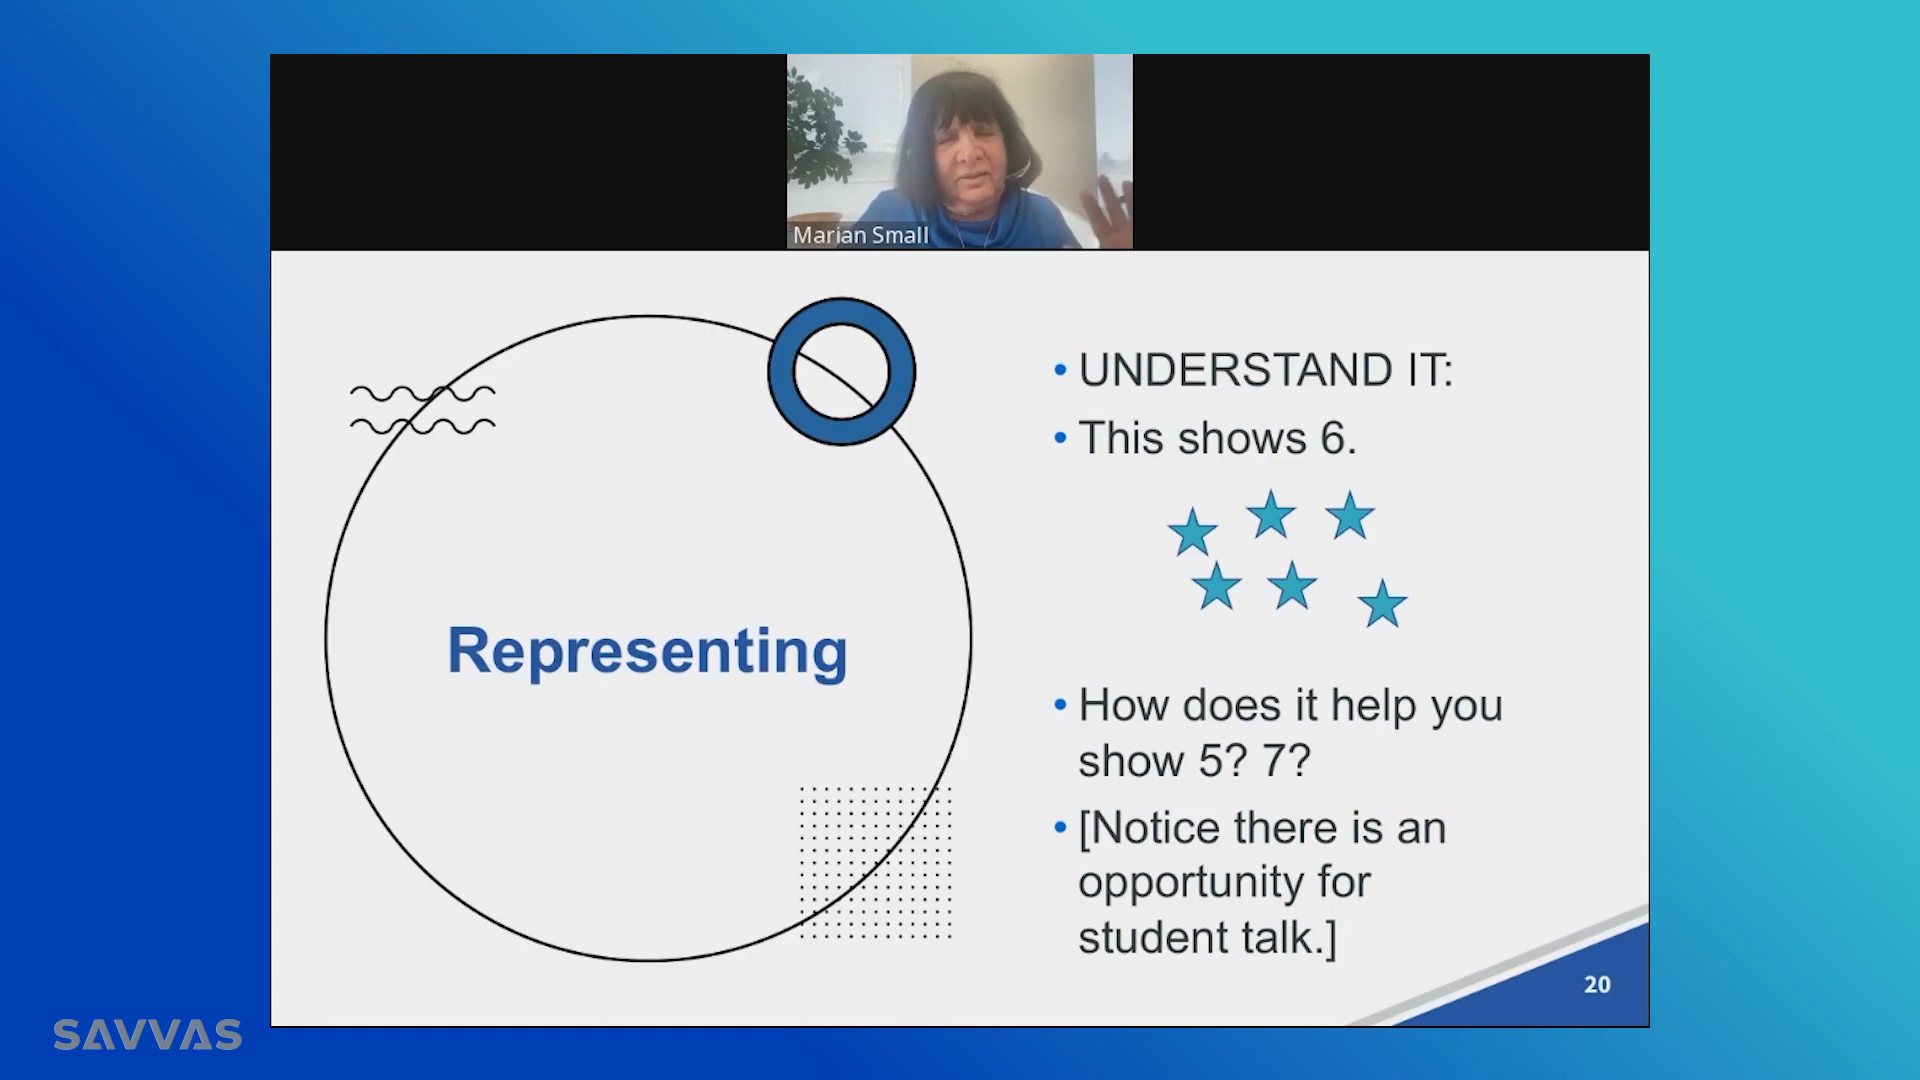 Marian Small
Representing
• UNDERSTAND IT:
• This shows 6.
• How does it help you
show 5? 7?
• [Notice there is an
opportunity for
student talk.]
20
SAVVAS